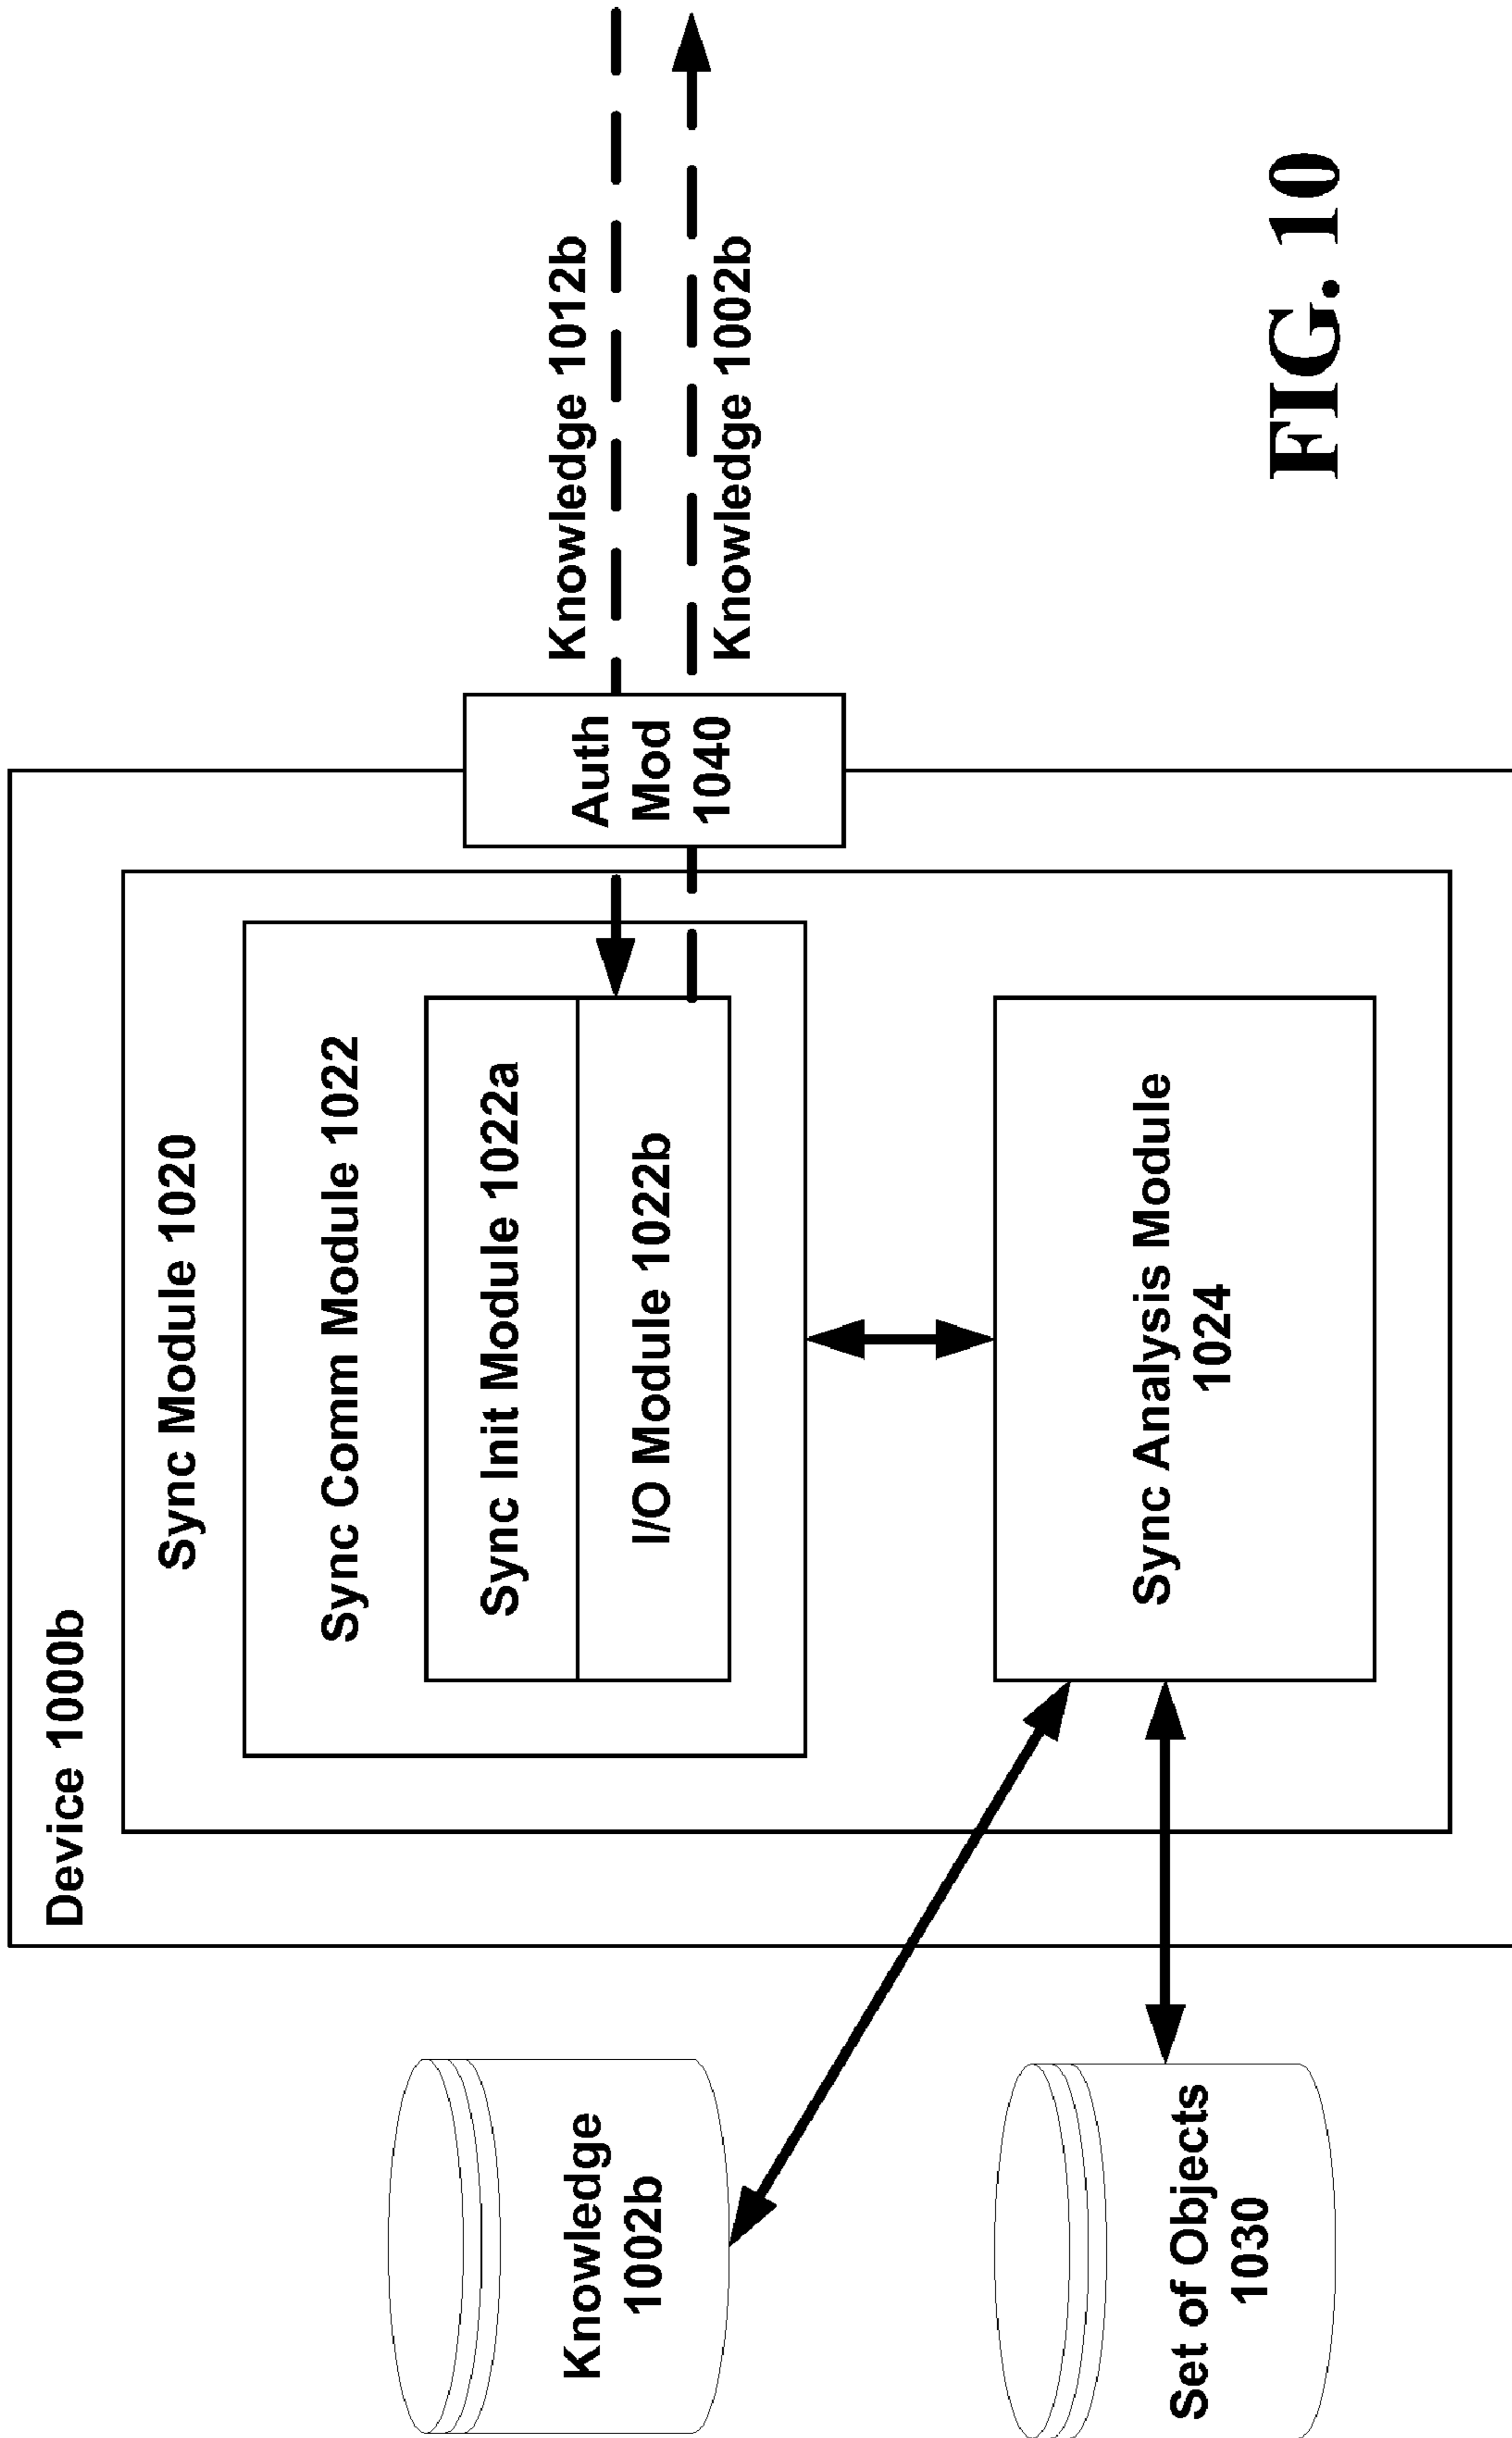 Device 1000b
Sync Module 1020
Sync Comm Module 1022
Sync Init Module 1022a
I/O Module 1022b
Auth
Mod
1040
Knowledge 1012b
Knowledge 1002b
Knowledge
1002b
Sync Analysis Module
1024
Set of Objects
1030
FIG. 10